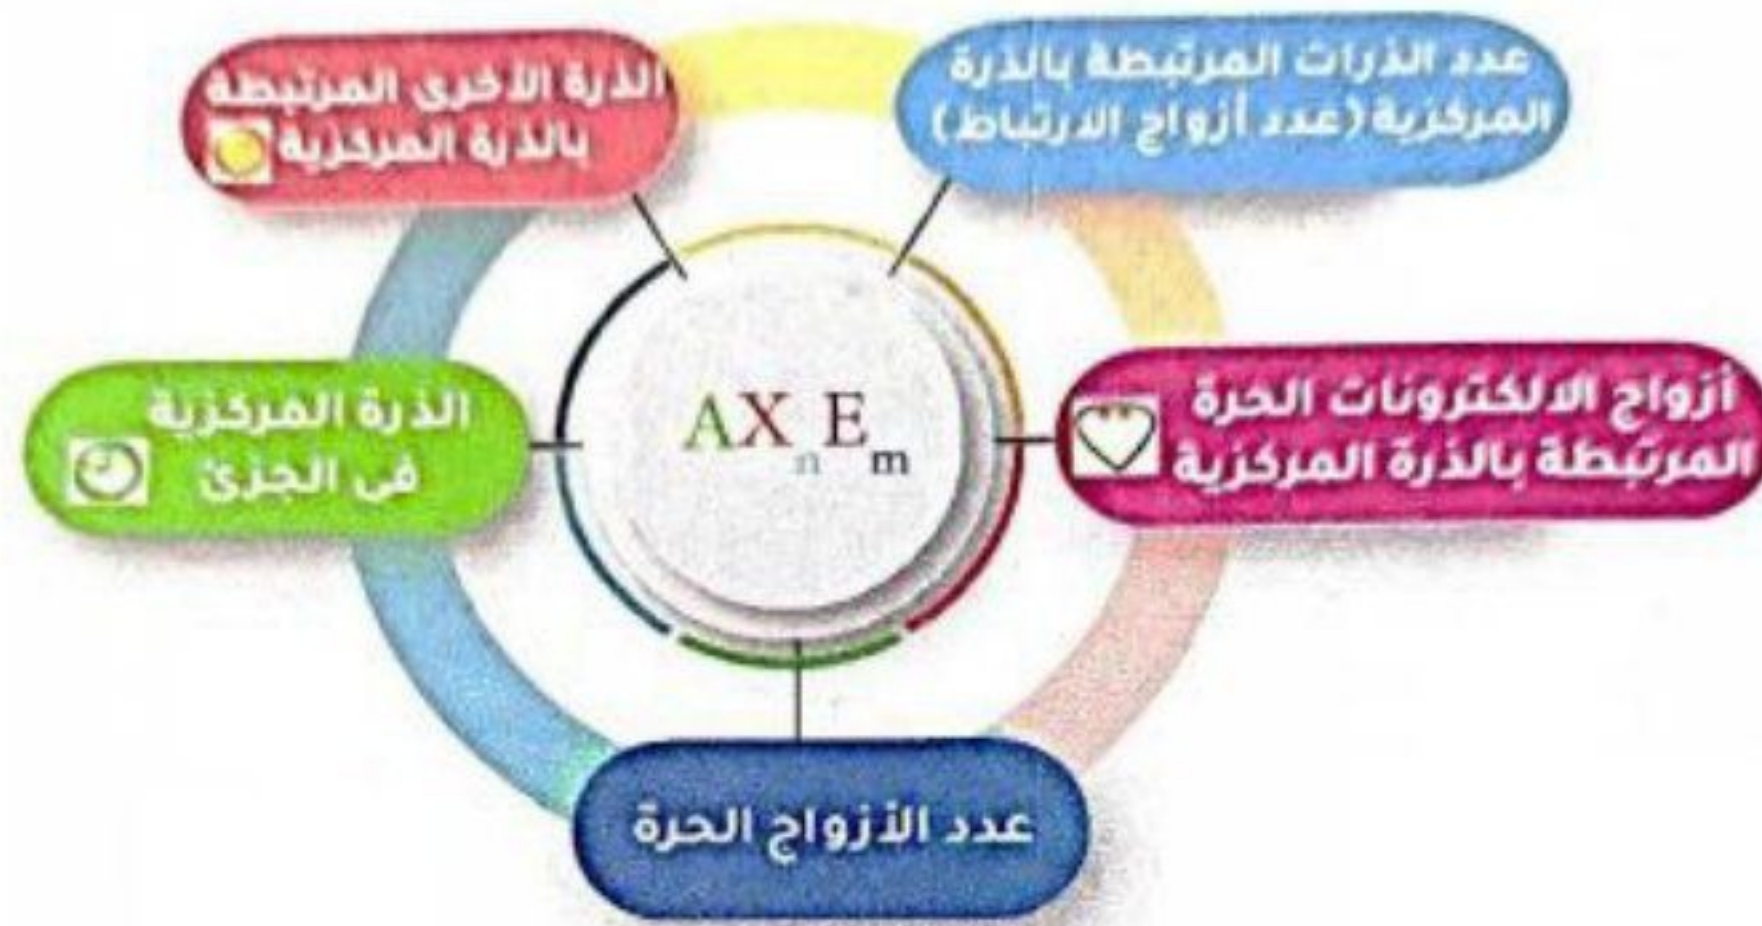 الذرة الأخرى المرتبطة
بالذرة المركزية
عدد الذرات المرتبطة بالذرة
المركزية (عدد أزواج الارتباط)
الذرة المركزية
فى الجزئ
AXnEm
أزواج الالكترونات الحرة
المرتبطة بالذرة المركزية
عدد الأزواج الحرة